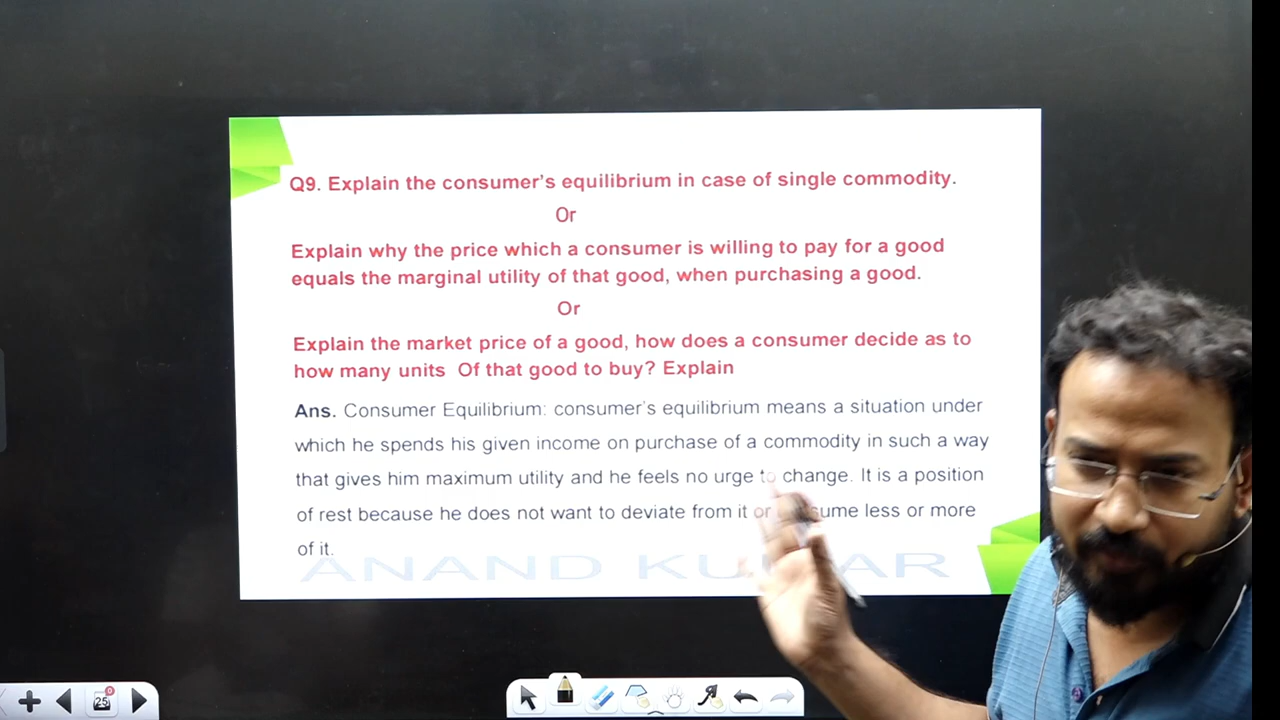 Q9. Explain the consumer's equilibrium in case of single commodity.
Or
Explain why the price which a consumer is willing to pay for a good
equals the marginal utility of that good, when purchasing a good.
Or
Explain the market price of a good, how does a consumer decide as to
how many units Of that good to buy? Explain
Ans. Consumer Equilibrium: consumer's equilibrium means a situation under
which he spends his given income on purchase of a commodity in such a way
that gives him maximum utility and he feels no urge to change. It is a position
of rest because he does not want to deviate from it or less or more
of it.
ANAND
25
0